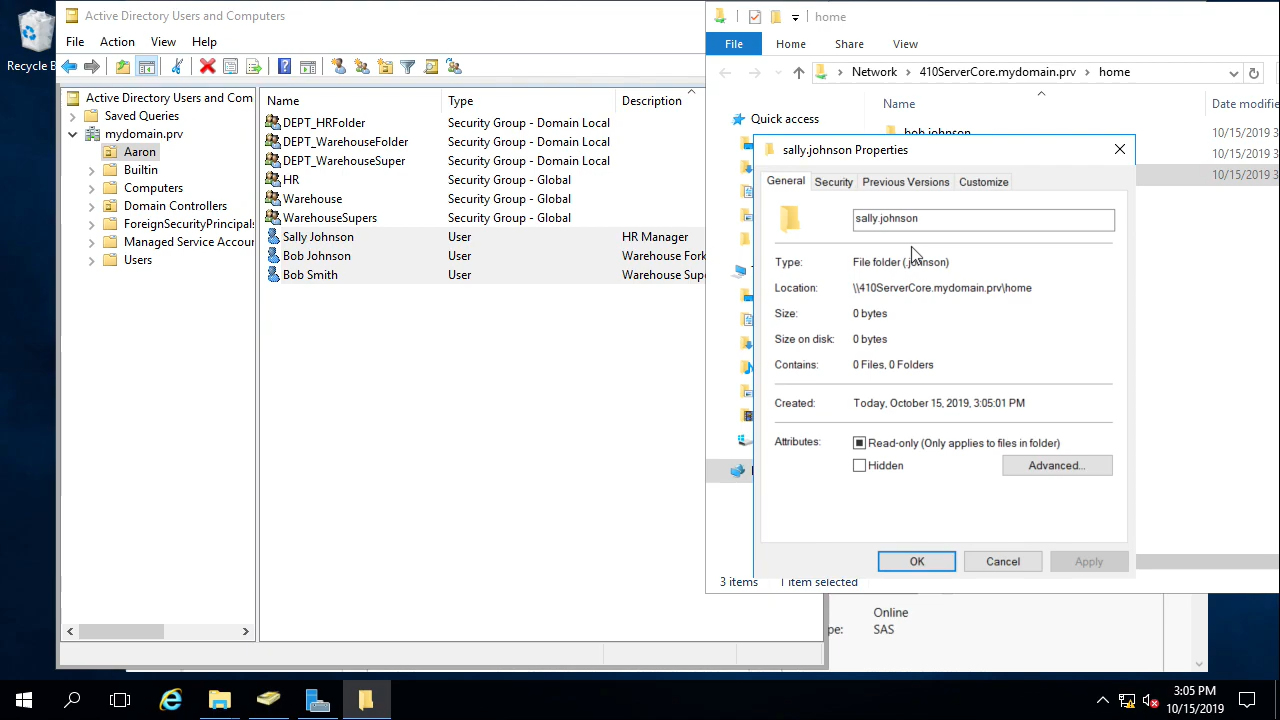 Recycle B
Active Directory Users and Computers
File Action View Help
Active Directory Users and Com
Saved Queries
mydomain.prv
Aaron
Builtin
Computers
Domain Controllers
ForeignSecurityPrincipals
Managed Service Accour
Users
Name Type Description
DEPT_HRFolder Security Group - Domain Local
DEPT_WarehouseFolder Security Group - Domain Local
DEPT_WarehouseSuper Security Group - Domain Local
HR Security Group - Global
Warehouse Security Group - Global
WarehouseSupers Security Group - Global
Sally Johnson User HR Manager
Bob Johnson User Warehouse Fork
Bob Smith User Warehouse Supe
home
File Home Share View
Network 410ServerCore.mydomain.prv home
Quick access
Name Date modifie
bob.johnson 10/15/2019 3
10/15/2019 3
10/15/2019 3
sally.johnson Properties
General Security Previous Versions Customize
sally.johnson
Type: File folder (.johnson)
Location: \\410ServerCore.mydomain.prv\home
Size: 0 bytes
Size on disk: 0 bytes
Contains: 0 Files, 0 Folders
Created: Today, October 15, 2019, 3:05:01 PM
Attributes: Read-only (Only applies to files in folder)
Hidden Advanced...
OK Cancel Apply
3 items 1 item selected
Online
pe: SAS
3:05 PM
10/15/2019